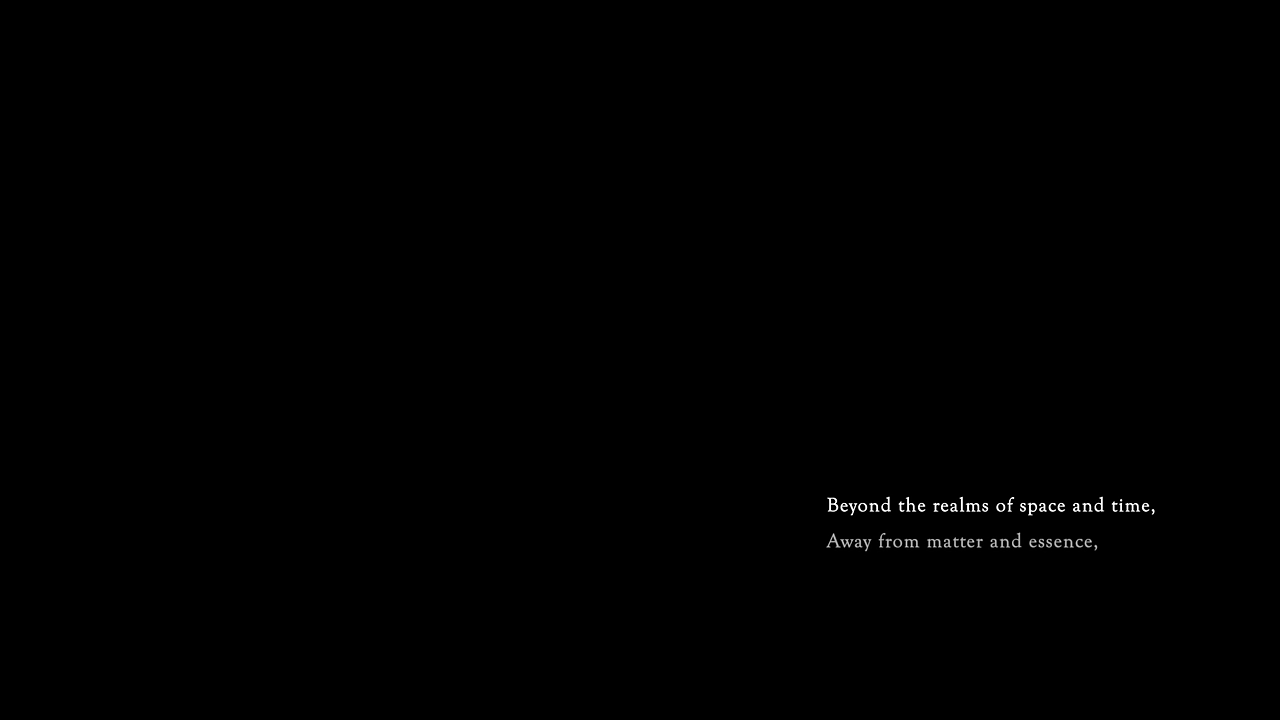 Beyond the realms of space and time,
Away from matter and essence,